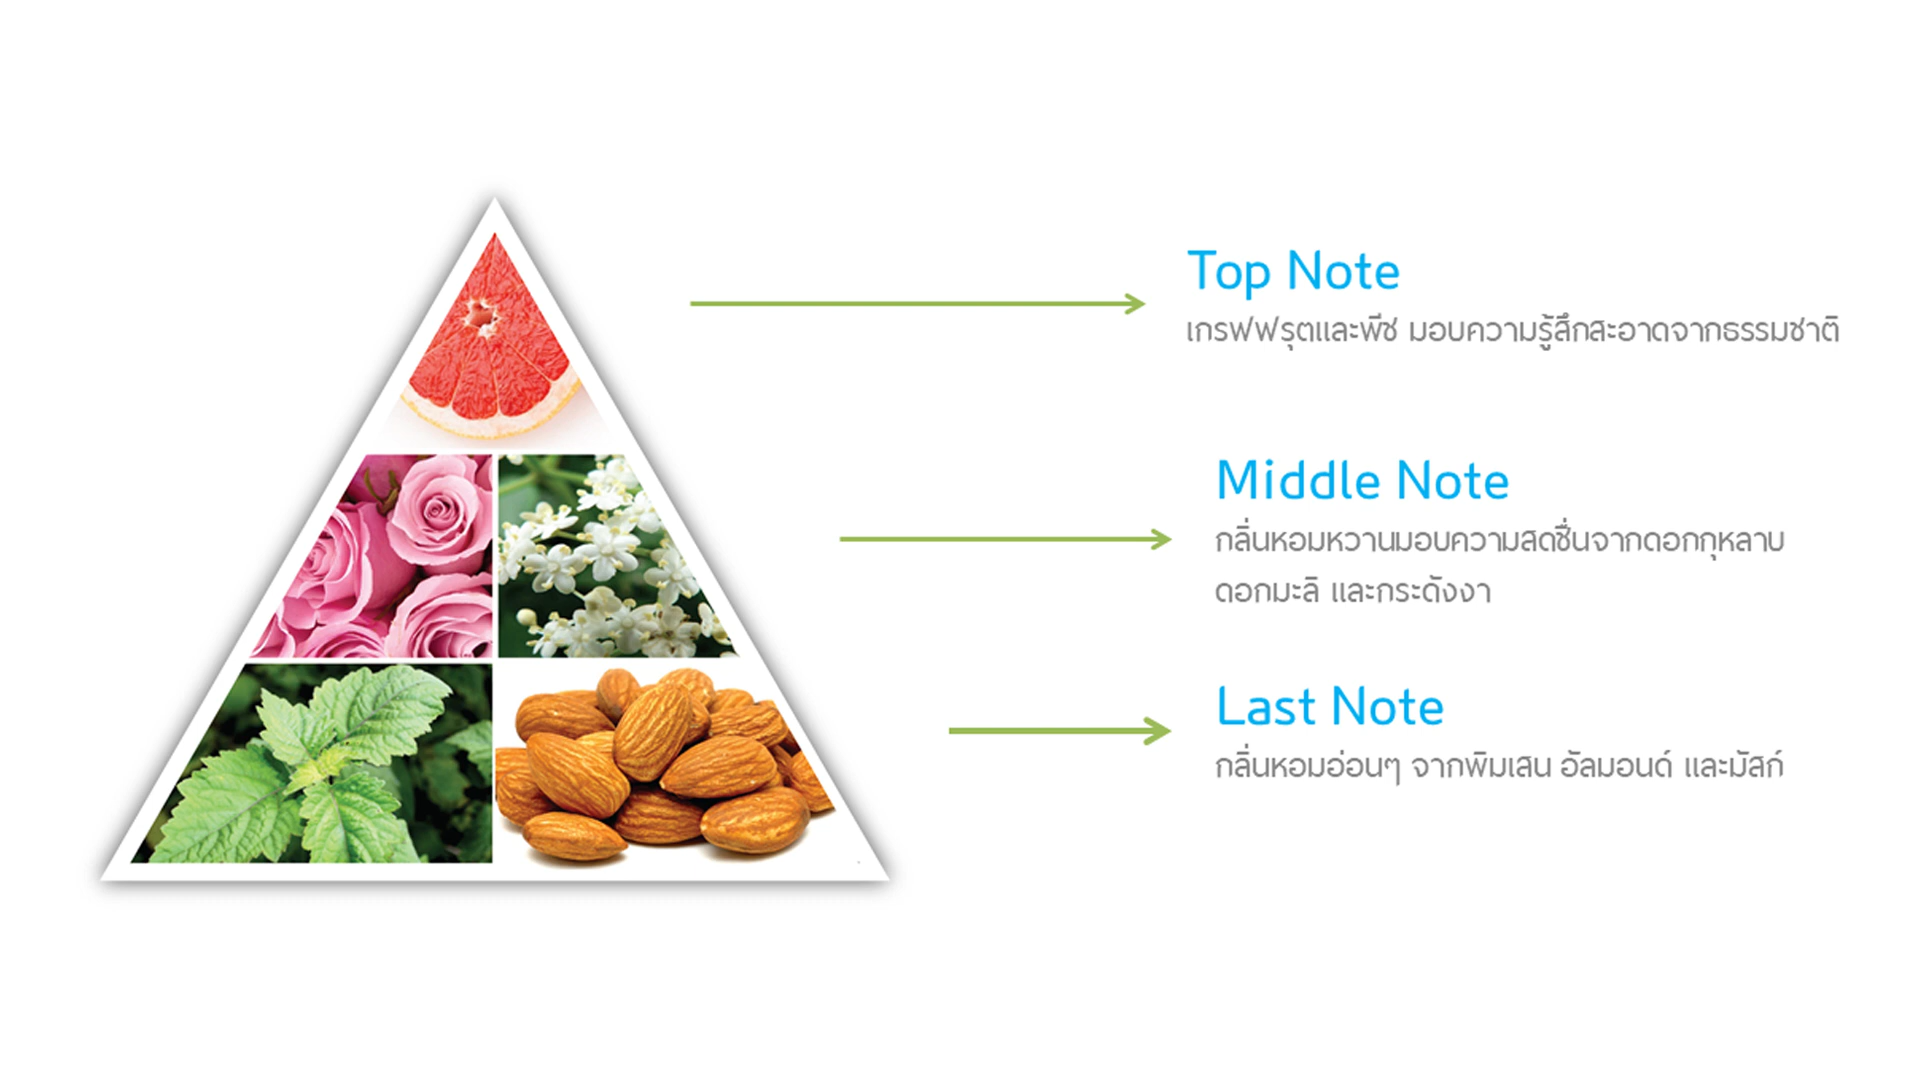 Top Note
เกรฟฟรุตและพีช มอบความรู้สึกสะอาดจากธรรมชาติ
Middle Note
กลิ่นหอมหวานมอบความสดชื่นจากดอกกุหลาบ
ดอกมะลิ และกระดังงา
Last Note
กลิ่นหอมอ่อนๆ จากพิมเสน อัลมอนด์ และมัสก์